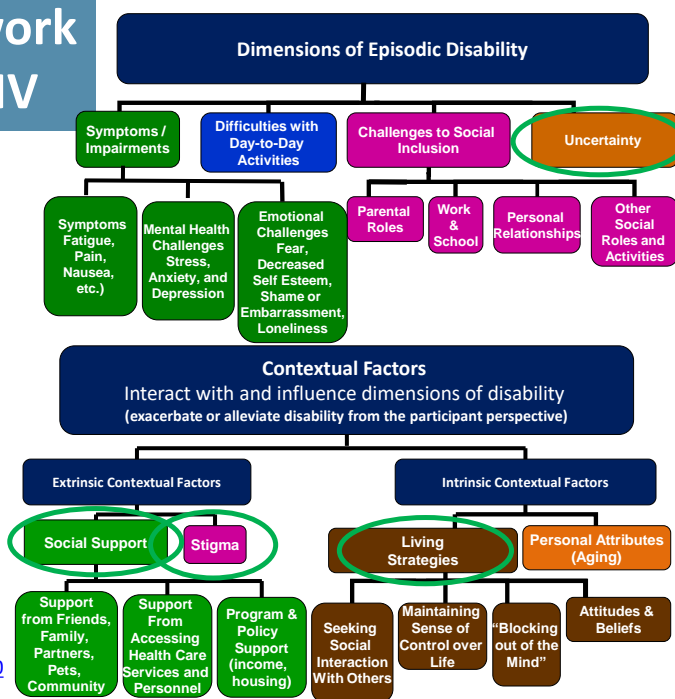 work
IV
Dimensions of Episodic Disability
Symptoms /
Impairments
Difficulties with
Day-to-Day
Activities
Challenges to Social
Inclusion
Uncertainty
Symptoms
Fatigue,
Pain,
Nausea,
etc.)
Mental Health
Challenges
Stress,
Anxiety, and
Depression
Emotional
Challenges
Fear,
Decreased
Self Esteem,
Shame or
Embarrassment,
Loneliness
Parental
Roles
Work
&
School
Personal
Relationships
Other
Social
Roles and
Activities
Contextual Factors
Interact with and influence dimensions of disability
(exacerbate or alleviate disability from the participant perspective)
Extrinsic Contextual Factors
Intrinsic Contextual Factors
Social Support
Stigma
Living
Strategies
Personal Attributes
(Aging)
Support
from Friends,
Family,
Partners,
Pets,
Community
Support
From
Accessing
Health Care
Services and
Personnel
Program &
Policy
Support
(income,
housing)
Seeking
Social
Interaction
With Others
Maintaining
Sense of
Control over
Life
“Blocking
out of the
Mind”
Attitudes &
Beliefs